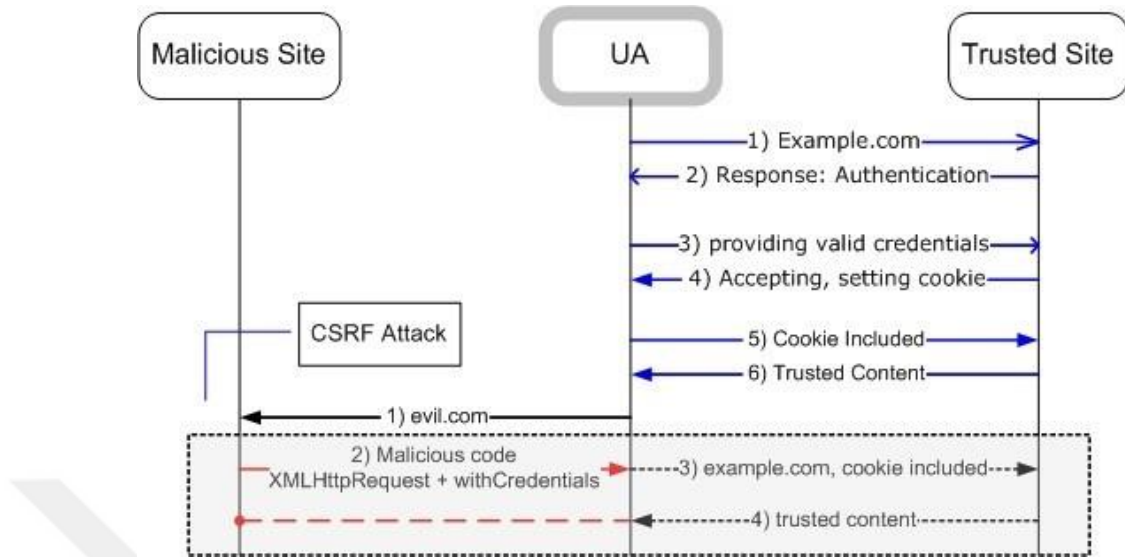 Malicious Site
UA
Trusted Site
1) Example.com
2) Response: Authentication
3) providing valid credentials
4) Accepting, setting cookie
CSRF Attack
5) Cookie Included
6) Trusted Content
1) evil.com
2) Malicious code
XMLHttpRequest + withCredentials
3) example.com, cookie included
4) trusted content